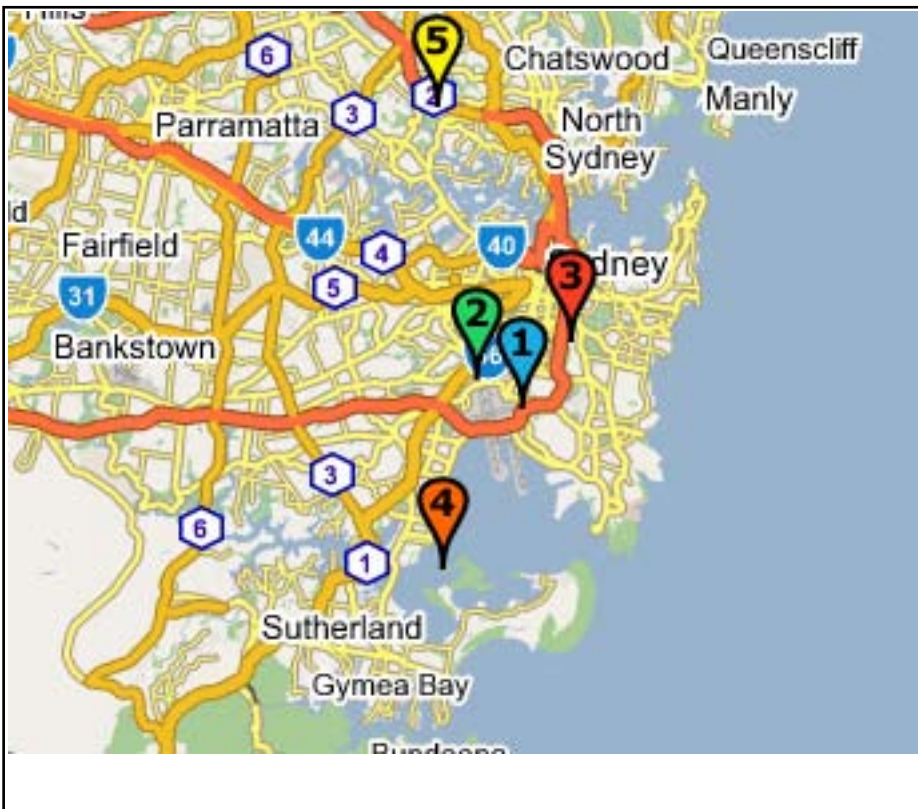 Hills
5
Chatswood
Queenscliff
6
2
Manly
3
Parramatta
North
Sydney
44
4
40
Fairfield
3
dney
5
31
2
1
Bankstown
3
4
6
1
Sutherland
Gymea Bay